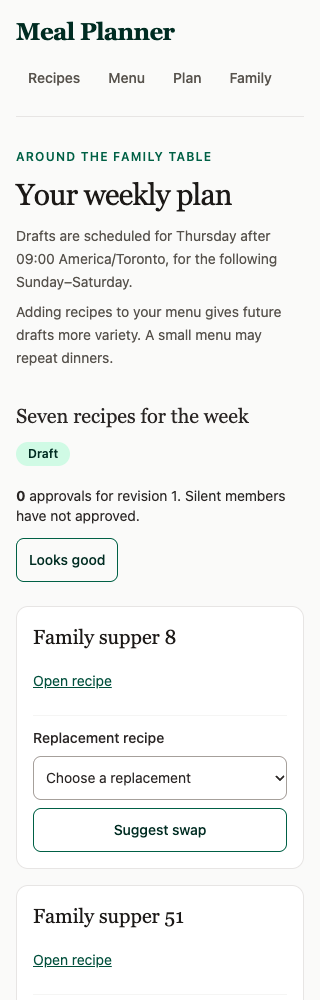 Meal Planner
Recipes Menu Plan Family
AROUND THE FAMILY TABLE
Your weekly plan
Drafts are scheduled for Thursday after
09:00 America/Toronto, for the following
Sunday–Saturday.
Adding recipes to your menu gives future
drafts more variety. A small menu may
repeat dinners.
Seven recipes for the week
Draft
0 approvals for revision 1. Silent members
have not approved.
Looks good
Family supper 8
Open recipe
Replacement recipe
Choose a replacement
Suggest swap
Family supper 51
Open recipe